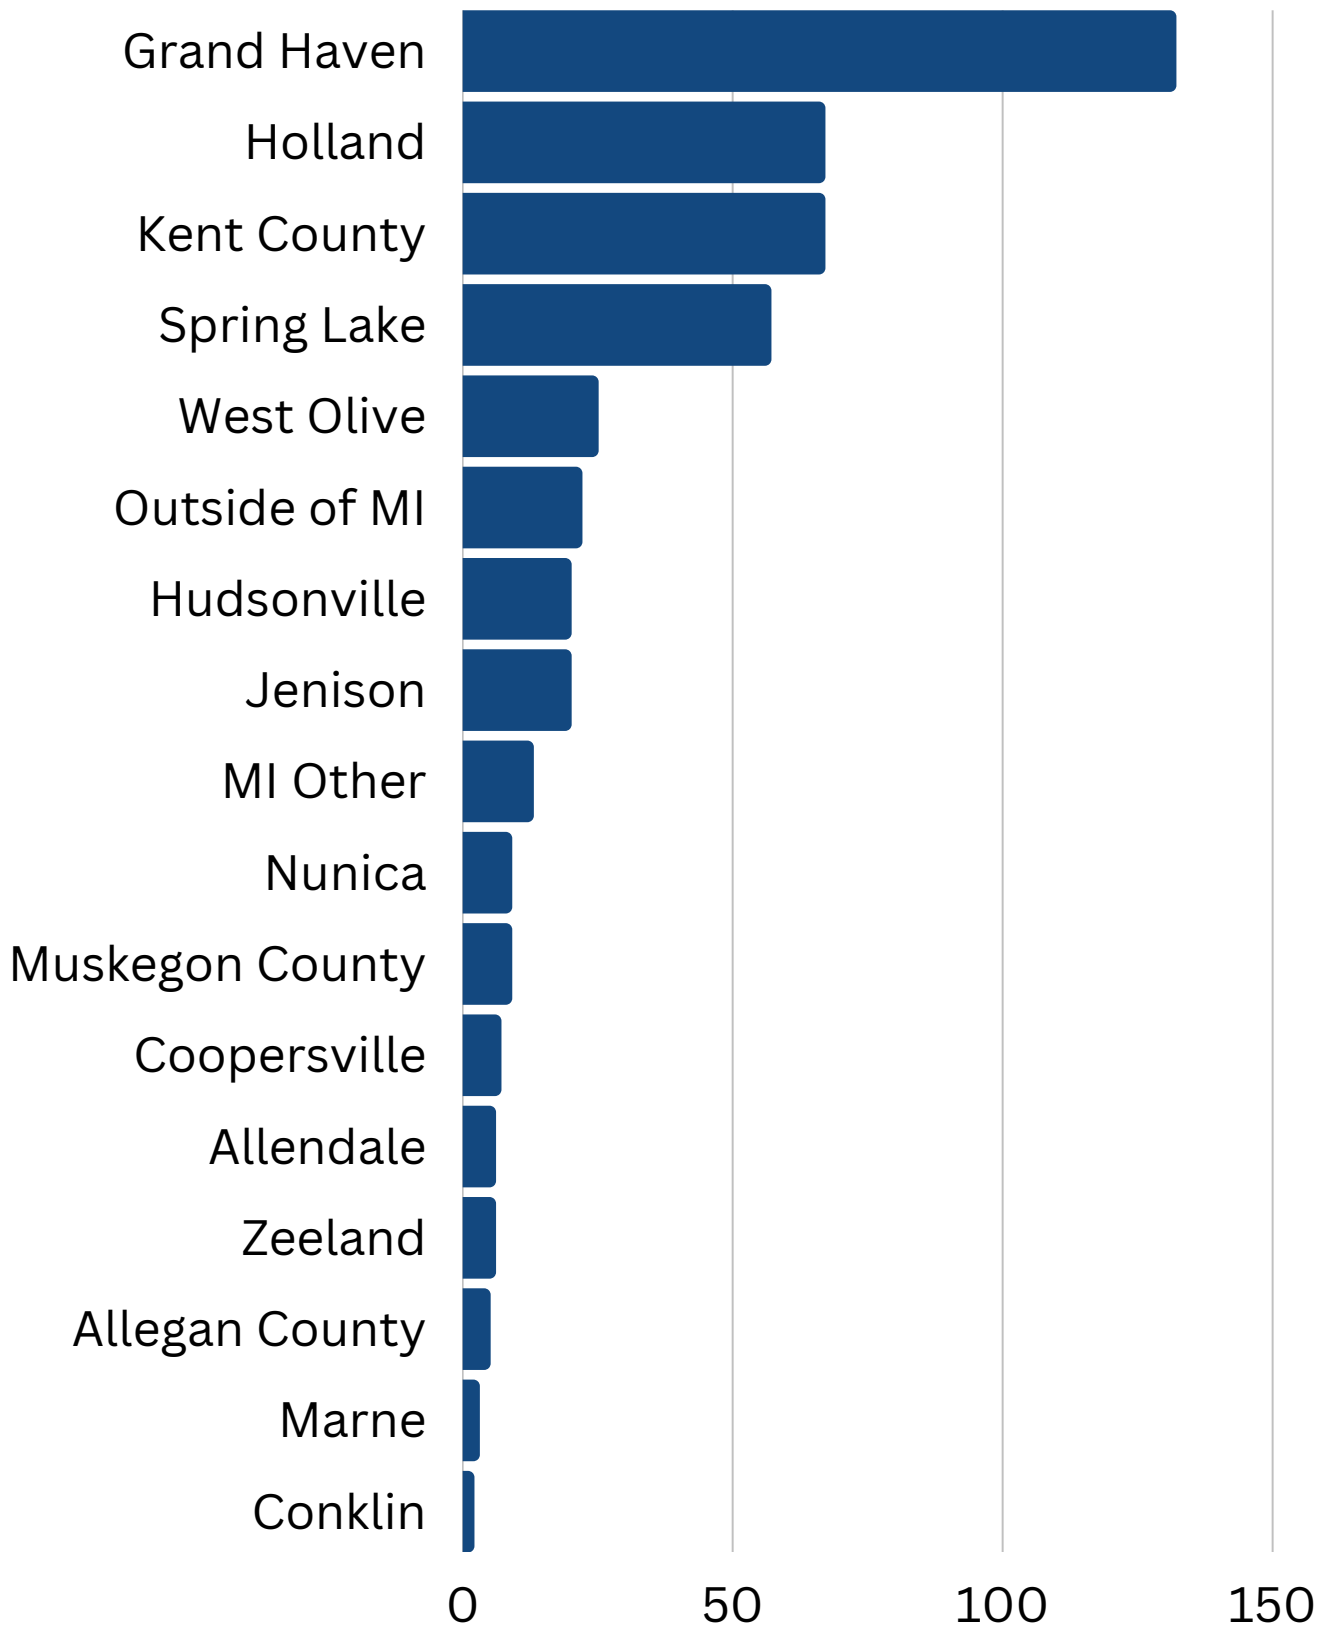 Grand Haven
Holland
Kent County
Spring Lake
West Olive
Outside of MI
Hudsonville
Jenison
MI Other
Nunica
Muskegon County
Coopersville
Allendale
Zeeland
Allegan County
Marne
Conklin
0 50 100 150